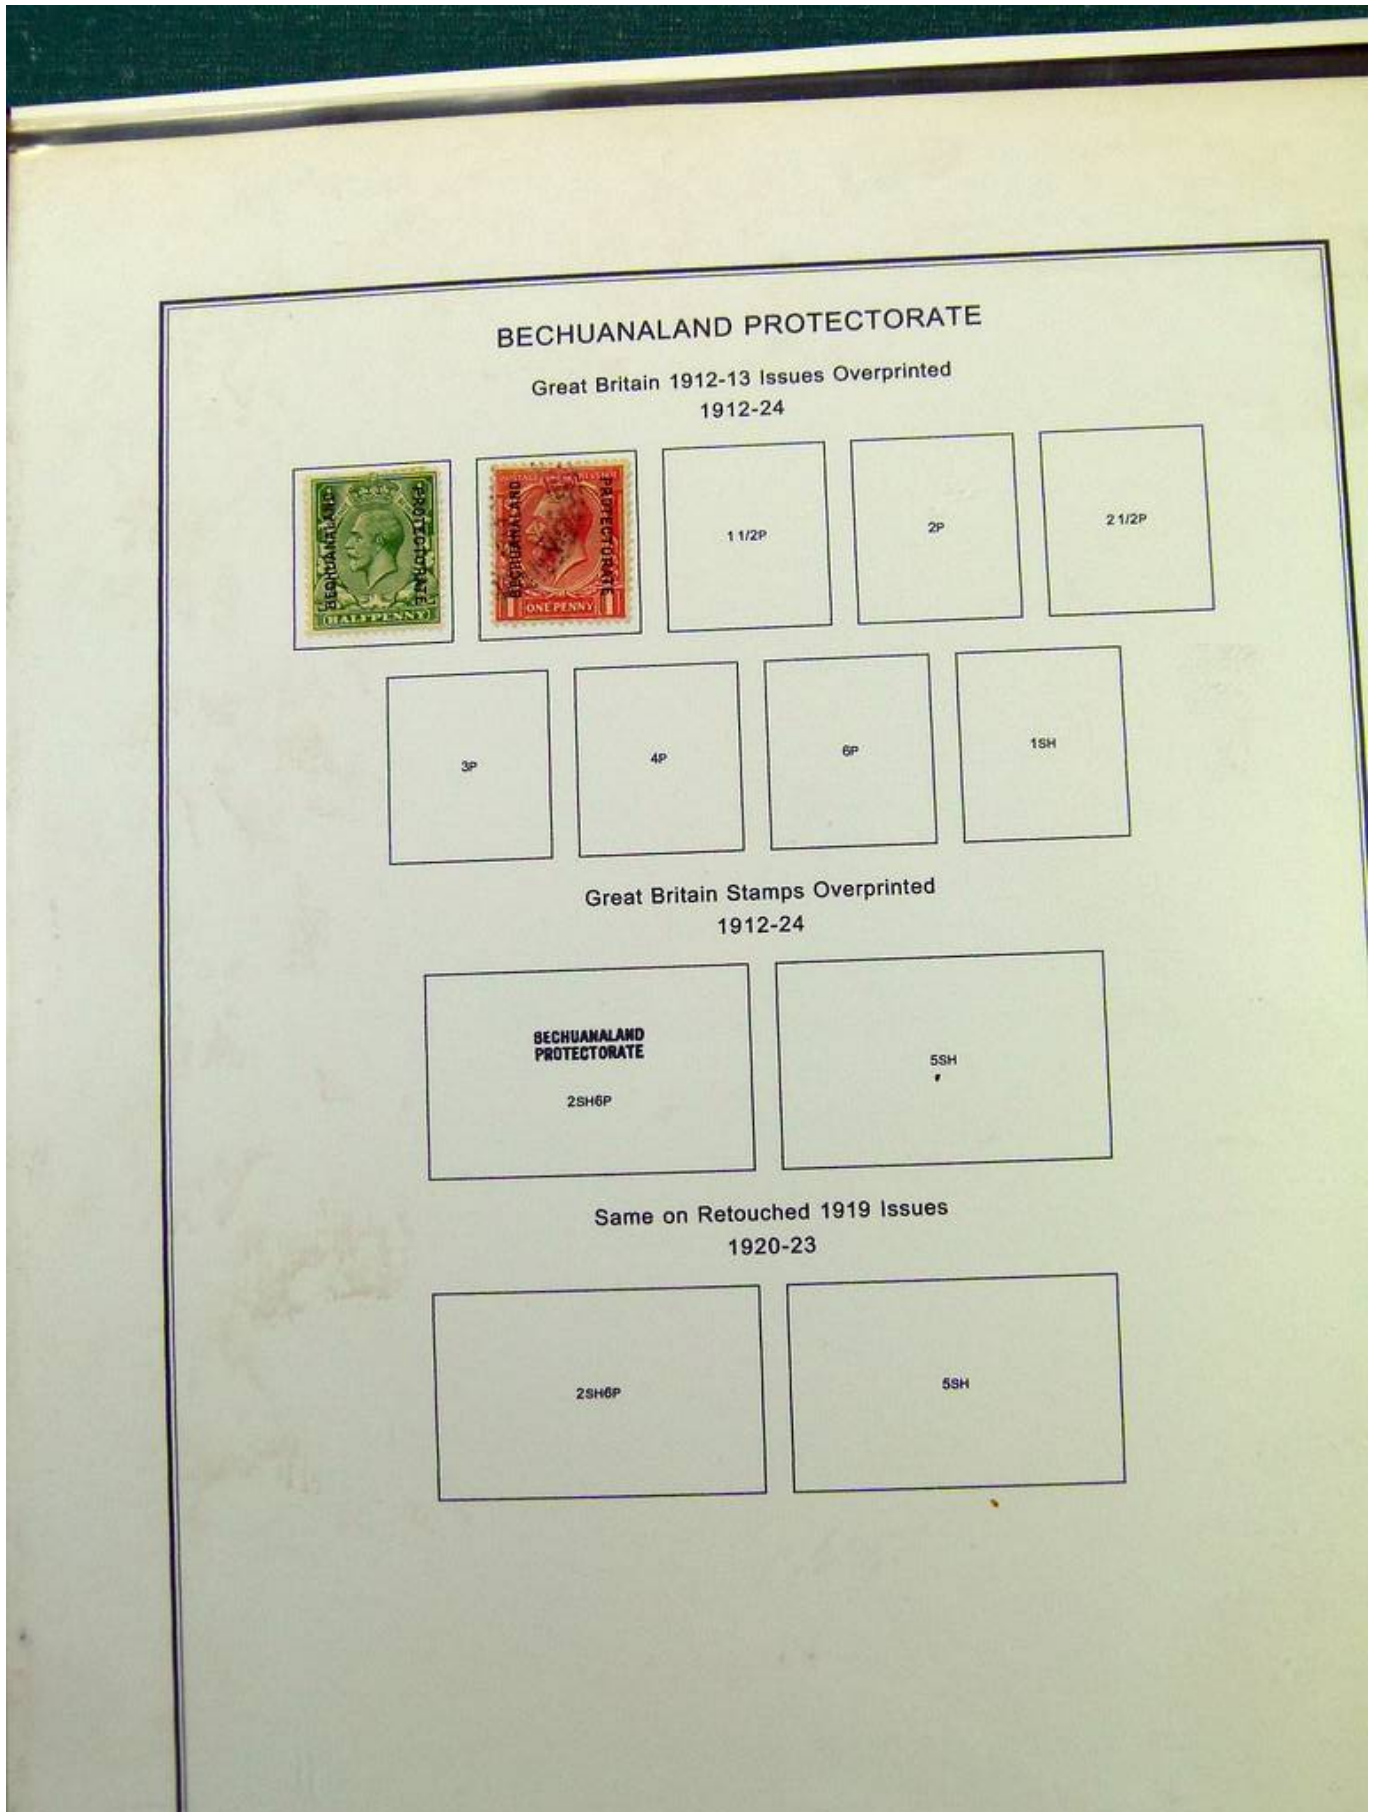 BECHUANALAND PROTECTORATE
Great Britain 1912-13 Issues Overprinted
1912-24
BECHUANALAND
PROTECTORATE
HALFPENNY
BECHUANALAND
PROTECTORATE
1 ONE PENNY 1
1 1/2P
2P
2 1/2P
3P
4P
6P
1SH
Great Britain Stamps Overprinted
1912-24
BECHUANALAND
PROTECTORATE
2SH6P
5SH
Same on Retouched 1919 Issues
1920-23
2SH6P
5SH